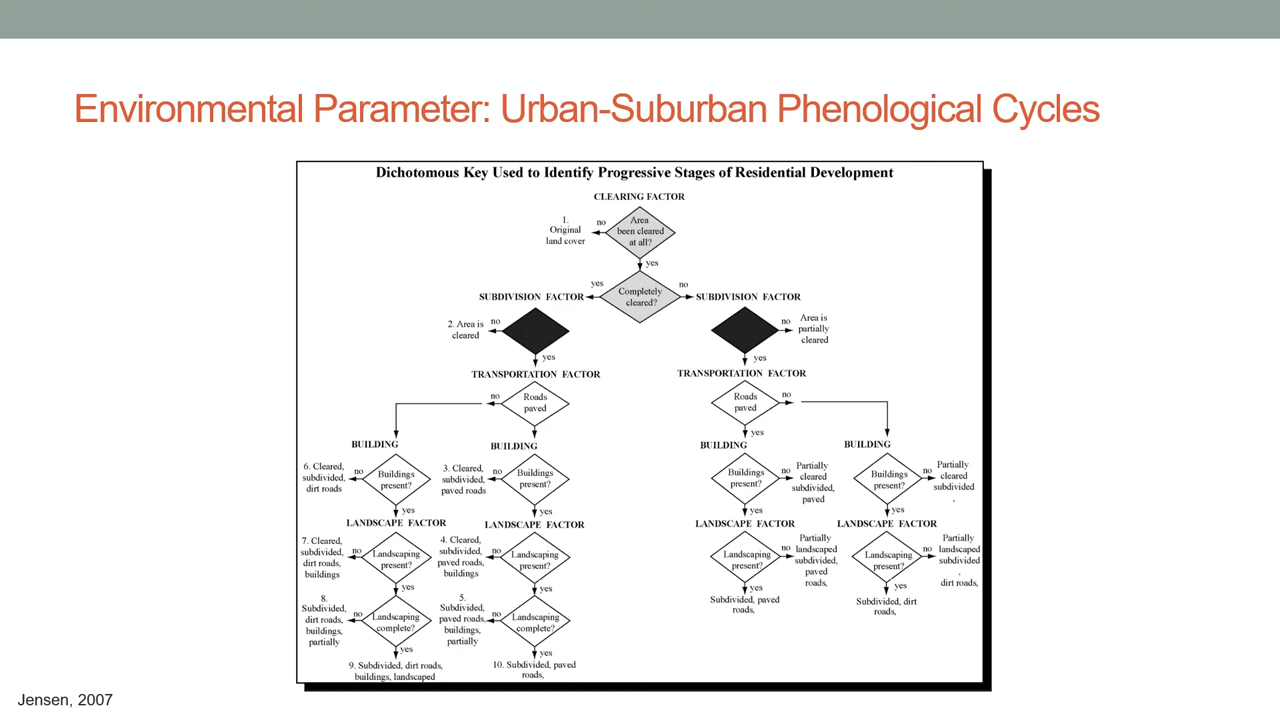 Environmental Parameter: Urban-Suburban Phenological Cycles
Dichotomous Key Used to Identify Progressive Stages of Residential Development
CLEARING FACTOR
1.
Original
land cover
no
Area
been cleared
at all?
yes
yes
Completely
cleared?
no
SUBDIVISION FACTOR
SUBDIVISION FACTOR
2. Area is
cleared
no
yes
no
Area is
partially
cleared
yes
TRANSPORTATION FACTOR
TRANSPORTATION FACTOR
no
Roads
paved
Roads
paved
no
yes
BUILDING
BUILDING
BUILDING
BUILDING
6. Cleared,
subdivided,
dirt roads
no
Buildings
present?
yes
3. Cleared,
subdivided,
paved roads
no
Buildings
present?
yes
Buildings
present?
no
Partially
cleared
subdivided,
paved
yes
Buildings
present?
no
Partially
cleared
subdivided
,
yes
LANDSCAPE FACTOR
LANDSCAPE FACTOR
LANDSCAPE FACTOR
LANDSCAPE FACTOR
7. Cleared,
subdivided,
dirt roads,
buildings
no
Landscaping
present?
yes
4. Cleared,
subdivided,
paved roads,
buildings
no
Landscaping
present?
yes
Landscaping
present?
no
Partially
landscaped
subdivided,
paved
roads,
yes
Subdivided, paved
roads,
Landscaping
present?
no
Partially
landscaped
subdivided
,
dirt roads,
yes
Subdivided, dirt
roads,
8.
Subdivided,
dirt roads,
buildings,
partially
no
Landscaping
complete?
yes
5.
Subdivided,
paved roads,
buildings,
partially
no
Landscaping
complete?
yes
9. Subdivided, dirt roads,
buildings, landscaped
10. Subdivided, paved
roads,
Jensen, 2007